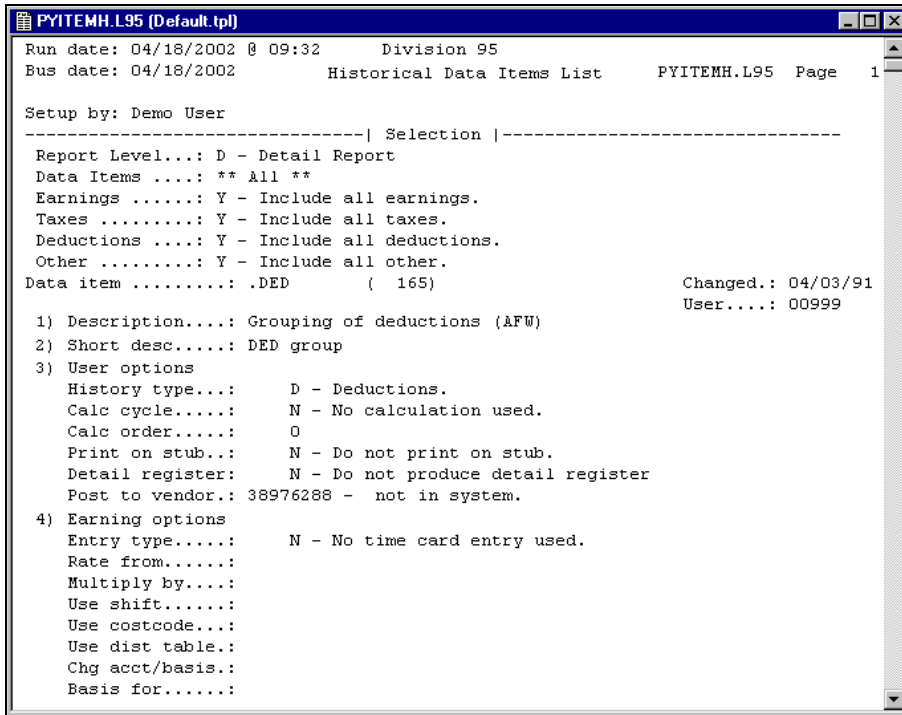 PYITEMH.L95 (Default.tpl)
Run date: 04/18/2002 @ 09:32 Division 95
Bus date: 04/18/2002 Historical Data Items List PYITEMH.L95 Page 1
Setup by: Demo User
--------------------------------| Selection |--------------------------------
Report Level...: D - Detail Report
Data Items ....: ** All **
Earnings ......: Y - Include all earnings.
Taxes .........: Y - Include all taxes.
Deductions ....: Y - Include all deductions.
Other .........: Y - Include all other.
Data item .........: .DED ( 165) Changed.: 04/03/91
User....: 00999
1) Description....: Grouping of deductions (AFW)
2) Short desc.....: DED group
3) User options
History type...: D - Deductions.
Calc cycle.....: N - No calculation used.
Calc order.....: 0
Print on stub..: N - Do not print on stub.
Detail register: N - Do not produce detail register
Post to vendor.: 38976288 - not in system.
4) Earning options
Entry type.....: N - No time card entry used.
Rate from......:
Multiply by....:
Use shift......:
Use costcode...:
Use dist table.:
Chg acct/basis.:
Basis for......: